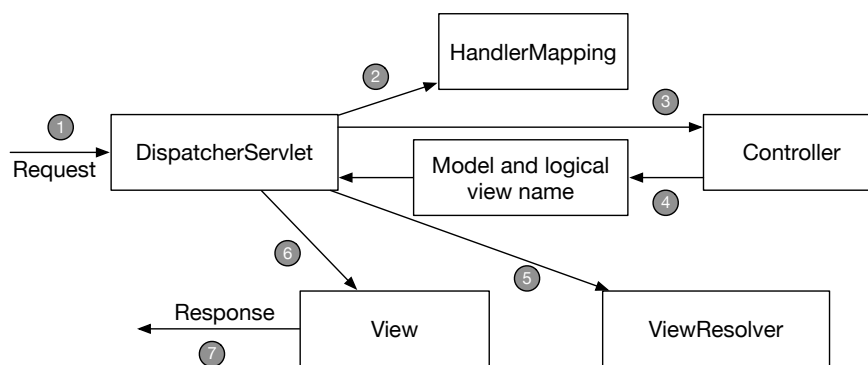 HandlerMapping
2
1
3
DispatcherServlet
Request
Model and logical
view name
Controller
4
6
5
Response
View
ViewResolver
7